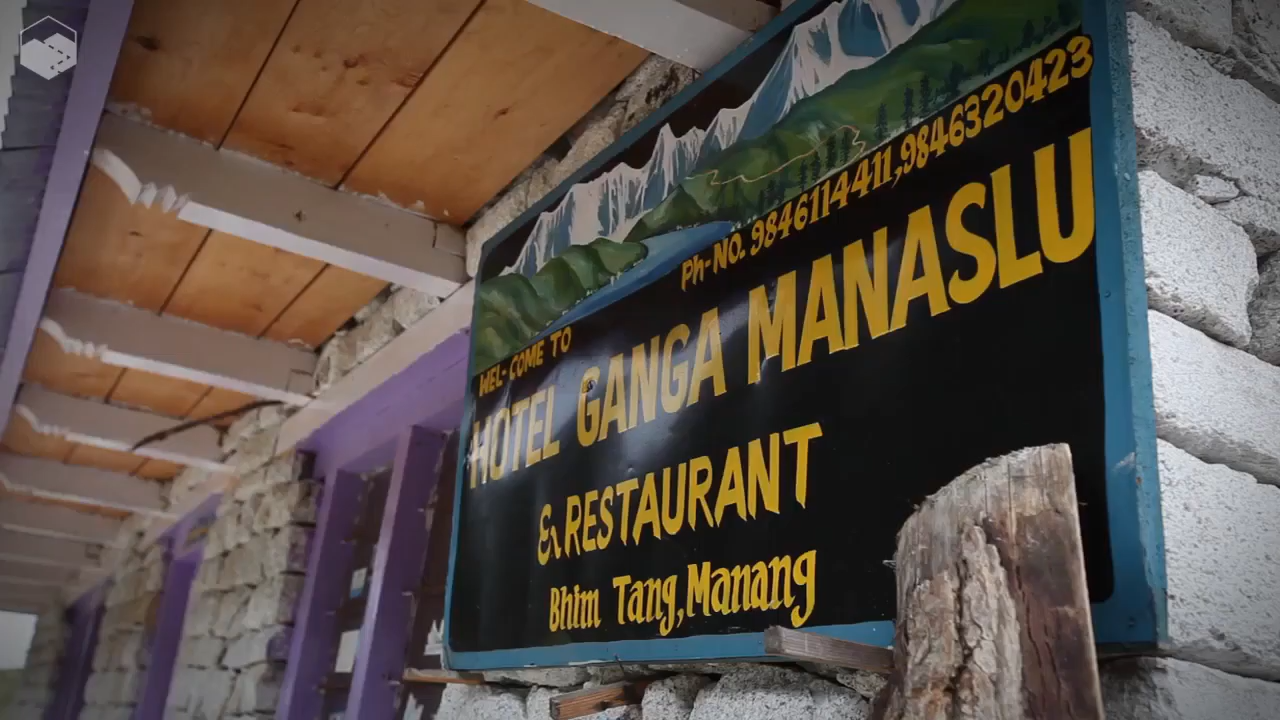 Ph-NO. 9846114411,9846320423
WEL-COME TO
HOTEL GANGA MANASLU
& RESTAURANT
Bhim Tang, Manang